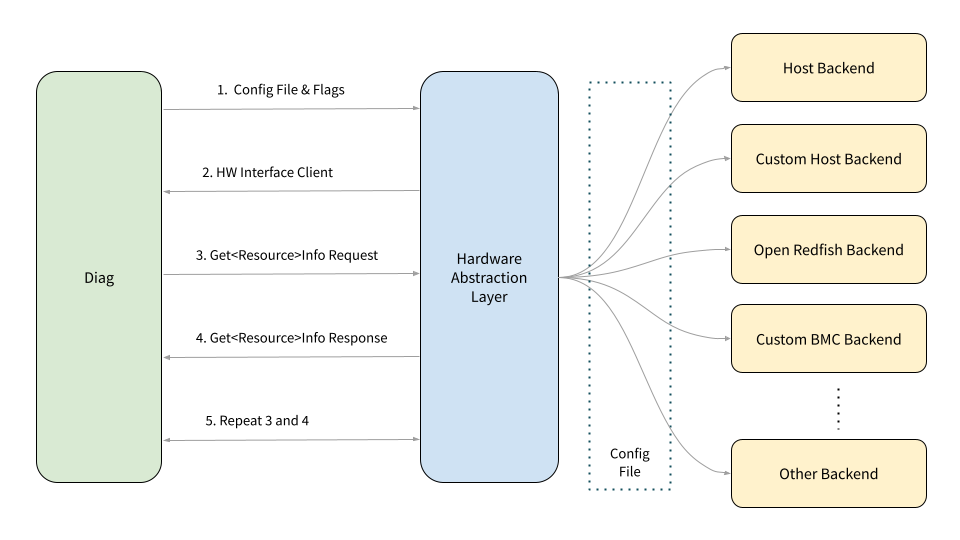 Diag
1. Config File & Flags
2. HW Interface Client
3. Get<Resource>Info Request
4. Get<Resource>Info Response
5. Repeat 3 and 4
Hardware
Abstraction
Layer
Config
File
Host Backend
Custom Host Backend
Open Redfish Backend
Custom BMC Backend
Other Backend